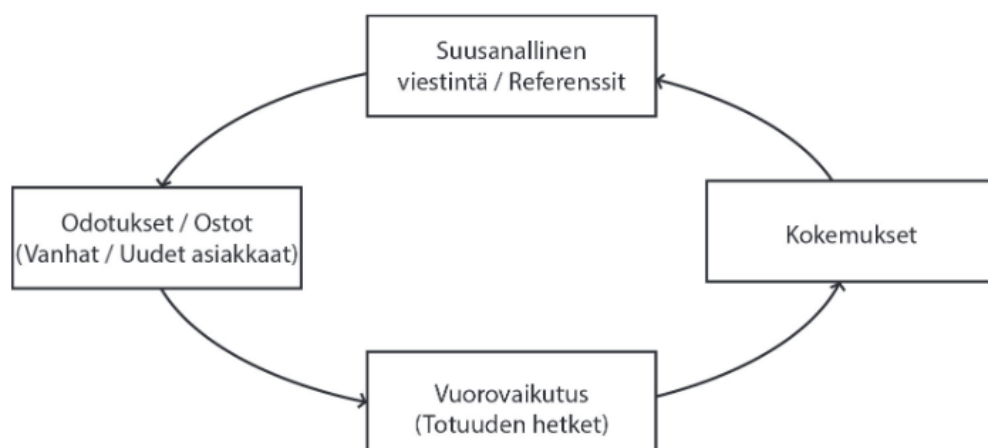 Suusanallinen
viestintä / Referenssit
Odotukset / Ostot
(Vanhat / Uudet asiakkaat)
Kokemukset
Vuorovaikutus
(Totuuden hetket)